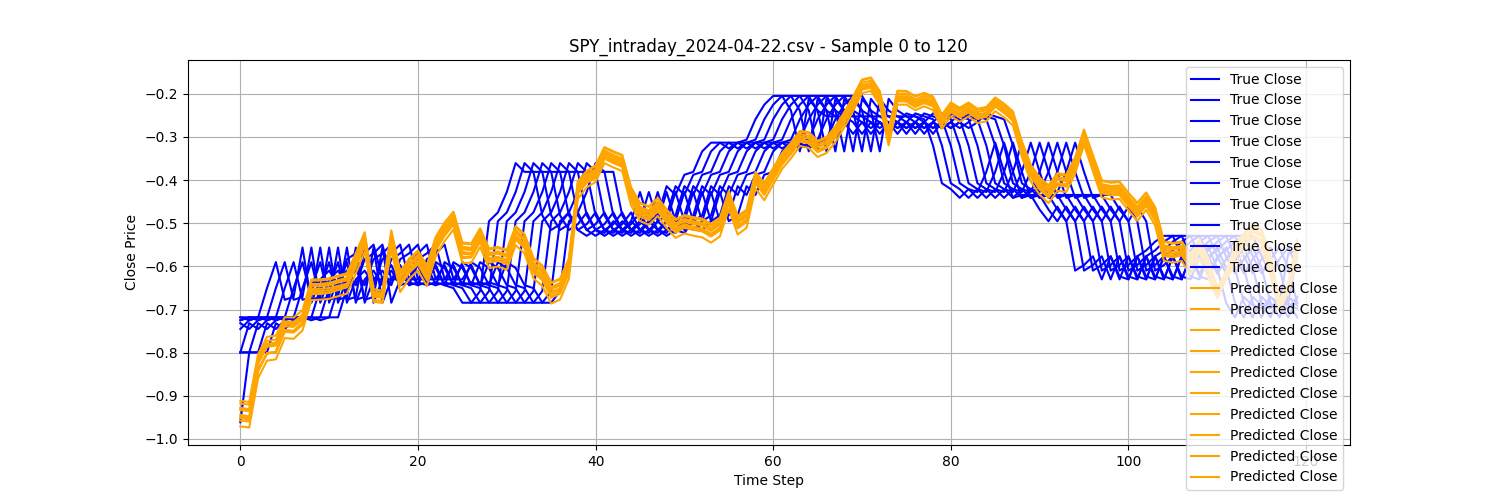 SPY_intraday_2024-04-22.csv - Sample 0 to 120
Close Price
−0.2
−0.3
−0.4
−0.5
−0.6
−0.7
−0.8
−0.9
−1.0
0
20
40
60
80
100
120
Time Step
True Close
True Close
True Close
True Close
True Close
True Close
True Close
True Close
True Close
True Close
Predicted Close
Predicted Close
Predicted Close
Predicted Close
Predicted Close
Predicted Close
Predicted Close
Predicted Close
Predicted Close
Predicted Close